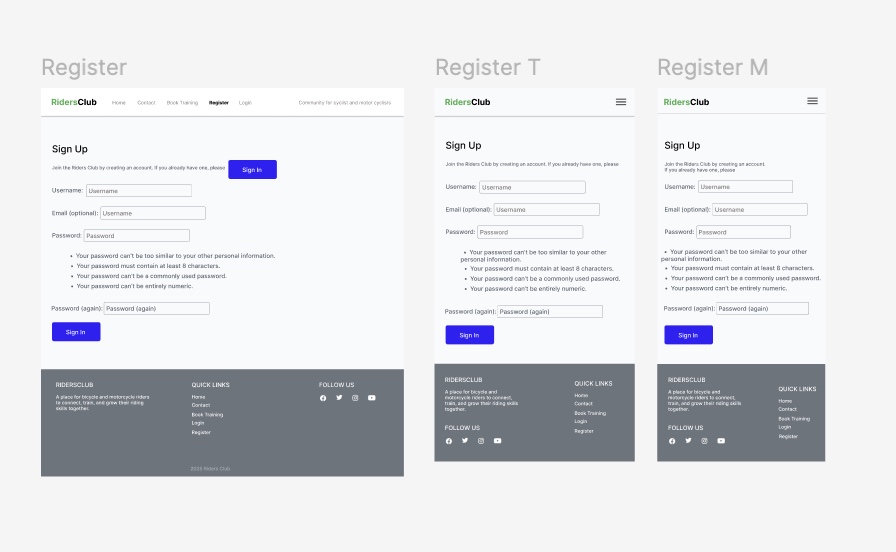 Register
RidersClub Home Contact Book Training Register Login Community for cyclist and motor cyclists
Sign Up
Join the Riders Club by creating an account. If you already have one, please Sign In
Username: Username
Email (optional): Username
Password: Password
• Your password can't be too similar to your other personal information.
• Your password must contain at least 8 characters.
• Your password can't be a commonly used password.
• Your password can't be entirely numeric.
Password (again): Password (again)
Sign In
RIDERSCLUB
A place for bicycle and motorcycle riders
to connect, train, and grow their riding
skills together.
QUICK LINKS
Home
Contact
Book Training
Login
Register
FOLLOW US
2025 Riders Club
Register T
RidersClub
Sign Up
Join the Riders Club by creating an account. If you already have one, please
Username: Username
Email (optional): Username
Password: Password
• Your password can't be too similar to your other
personal information.
• Your password must contain at least 8 characters.
• Your password can't be a commonly used password.
• Your password can't be entirely numeric.
Password (again): Password (again)
Sign In
RIDERSCLUB
A place for bicycle and
motorcycle riders to connect,
train, and grow their riding skills
together.
FOLLOW US
QUICK LINKS
Home
Contact
Book Training
Login
Register
Register M
RidersClub
Sign Up
Join the Riders Club by creating an account.
If you already have one, please
Username: Username
Email (optional): Username
Password: Password
• Your password can't be too similar to your other
personal information.
• Your password must contain at least 8 characters.
• Your password can't be a commonly used password.
• Your password can't be entirely numeric.
Password (again): Password (again)
Sign In
RIDERSCLUB
A place for bicycle and
motorcycle riders to connect,
train, and grow their riding skills
together.
FOLLOW US
QUICK LINKS
Home
Contact
Book Training
Login
Register